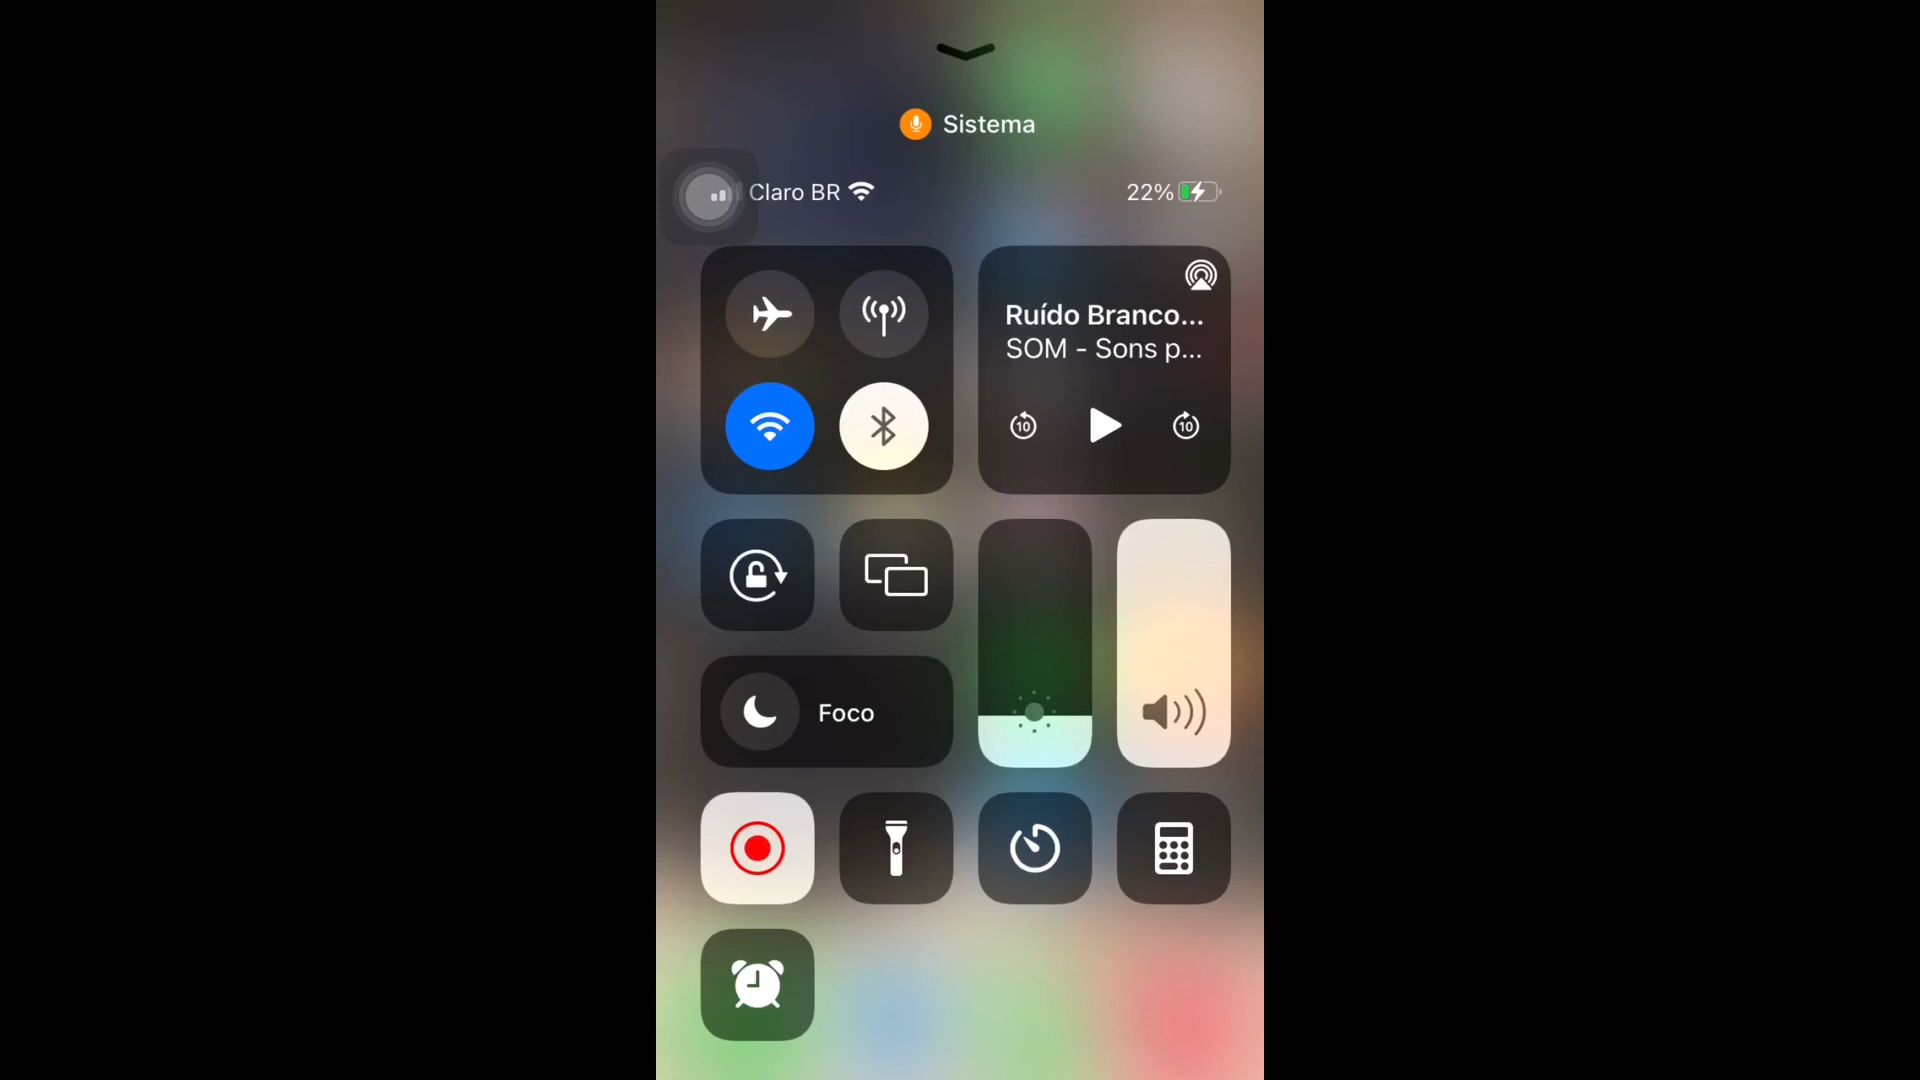 Sistema
Claro BR
22%
Ruído Branco...
SOM - Sons p...
10
10
Foco